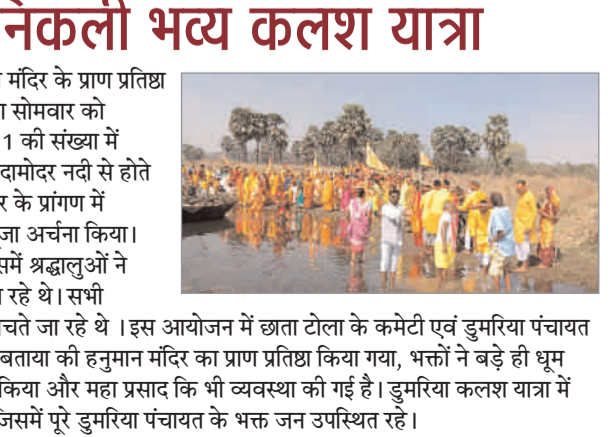 निकली भव्य कलश यात्रा
मंदिर के प्राण प्रतिष्ठा
सोमवार को
1 की संख्या में
दामोदर नदी से होते
के प्रांगण में
अर्चना किया।
श्रद्धालुओं ने
रहे थे। सभी
जा रहे थे । इस आयोजन में छाता टोला के कमेटी एवं डुमरिया पंचायत
बताया की हनुमान मंदिर का प्राण प्रतिष्ठा किया गया, भक्तों ने बड़े ही धूम
किया और महा प्रसाद कि भी व्यवस्था की गई है। डुमरिया कलश यात्रा में
जिसमें पूरे डुमरिया पंचायत के भक्त जन उपस्थित रहे।